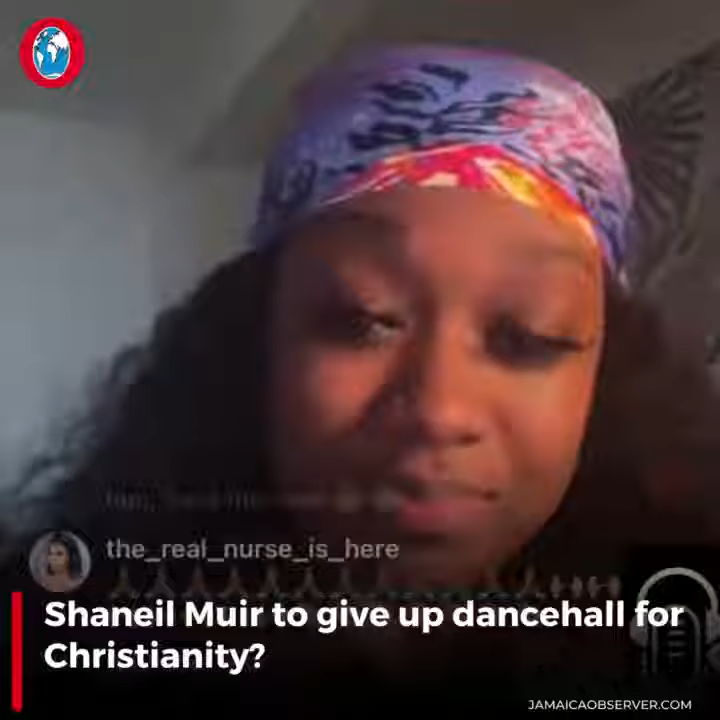 the_real_nurse_is_here
Shaneil Muir to give up dancehall for
Christianity?
JAMAICAOBSERVER.COM